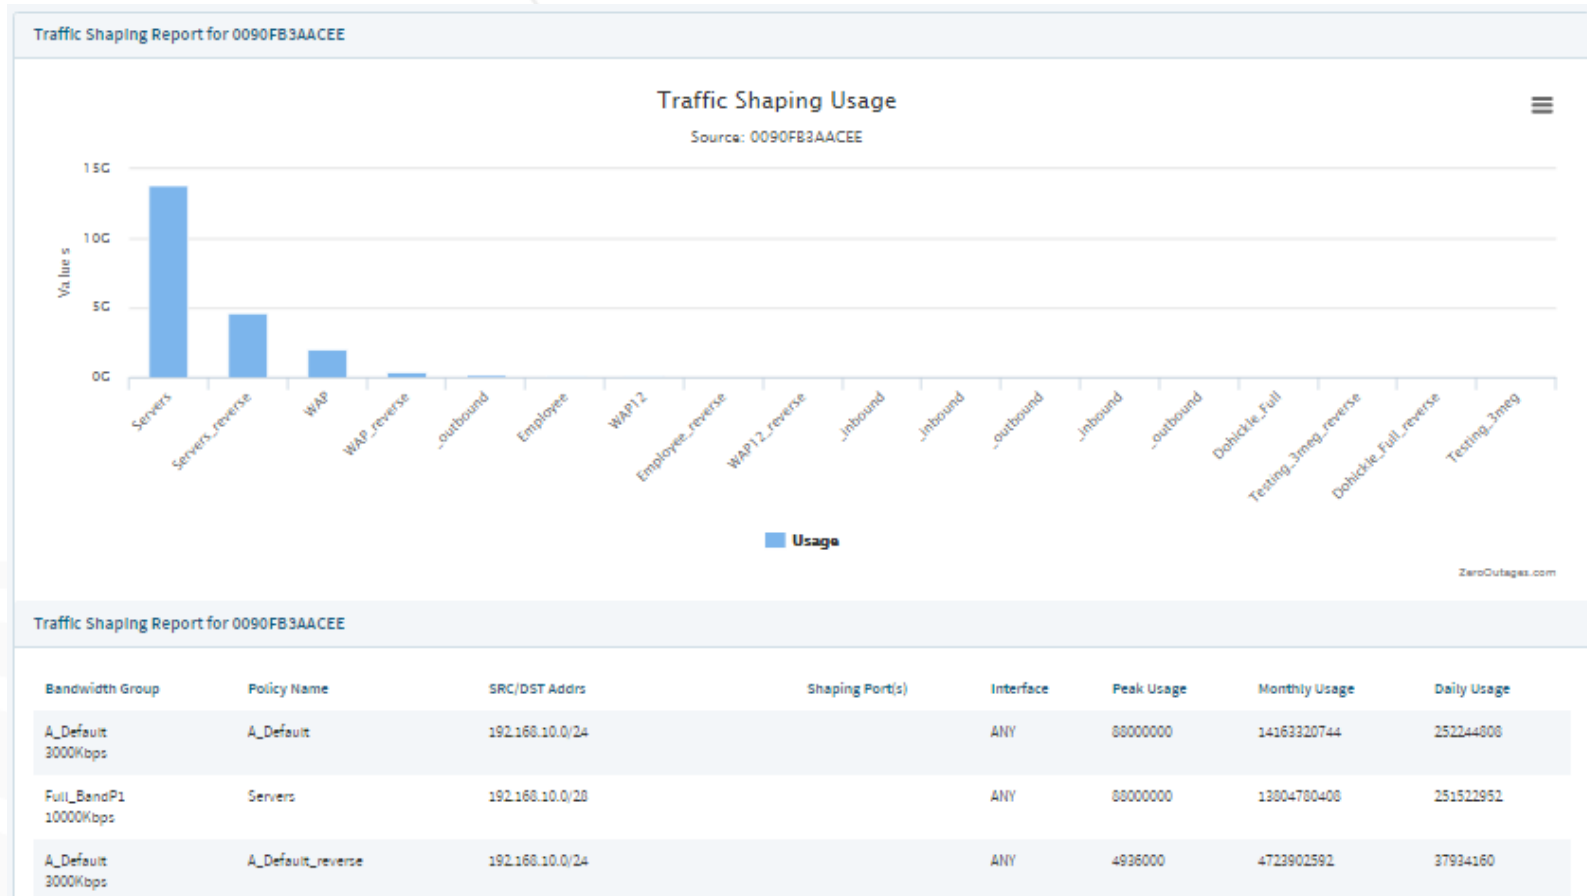 Traffic Shaping Report for 0090FB3AACEE
Traffic Shaping Usage
Source: 0090FB3AACEE
15G
10G
5G
0G
Values
Servers
Servers_reverse
WAP
WAP_reverse
_outbound
Employee
WAP12
Employee_reverse
WAP12_reverse
_inbound
_inbound
_outbound
_inbound
_outbound
Dohickle_Full
Testing_3meg_reverse
Dohickle_Full_reverse
Testing_3meg
Usage
ZeroOutages.com
Traffic Shaping Report for 0090FB3AACEE
Bandwidth Group Policy Name SRC/DST Addrs Shaping Port(s) Interface Peak Usage Monthly Usage Daily Usage
A_Default A_Default 192.168.10.0/24 ANY 88000000 14163320744 252244808
3000Kbps
Full_BandP1 Servers 192.168.10.0/28 ANY 88000000 13804780408 251522952
10000Kbps
A_Default A_Default_reverse 192.168.10.0/24 ANY 4936000 4723902592 37934160
3000Kbps